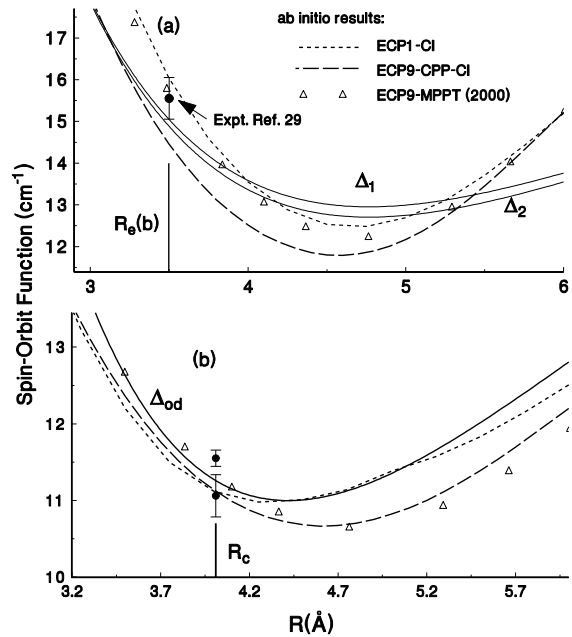 (a)
ab initio results:
ECP1-CI
ECP9-CPP-CI
ECP9-MPPT (2000)
Expt. Ref. 29
Rₑ(b)
Δ₁
Δ₂
17
16
15
14
13
12
3
4
5
6
Spin-Orbit Function (cm⁻¹)
(b)
Δod
Rc
13
12
11
10
3.2
3.7
4.2
4.7
5.2
5.7
R(Å)